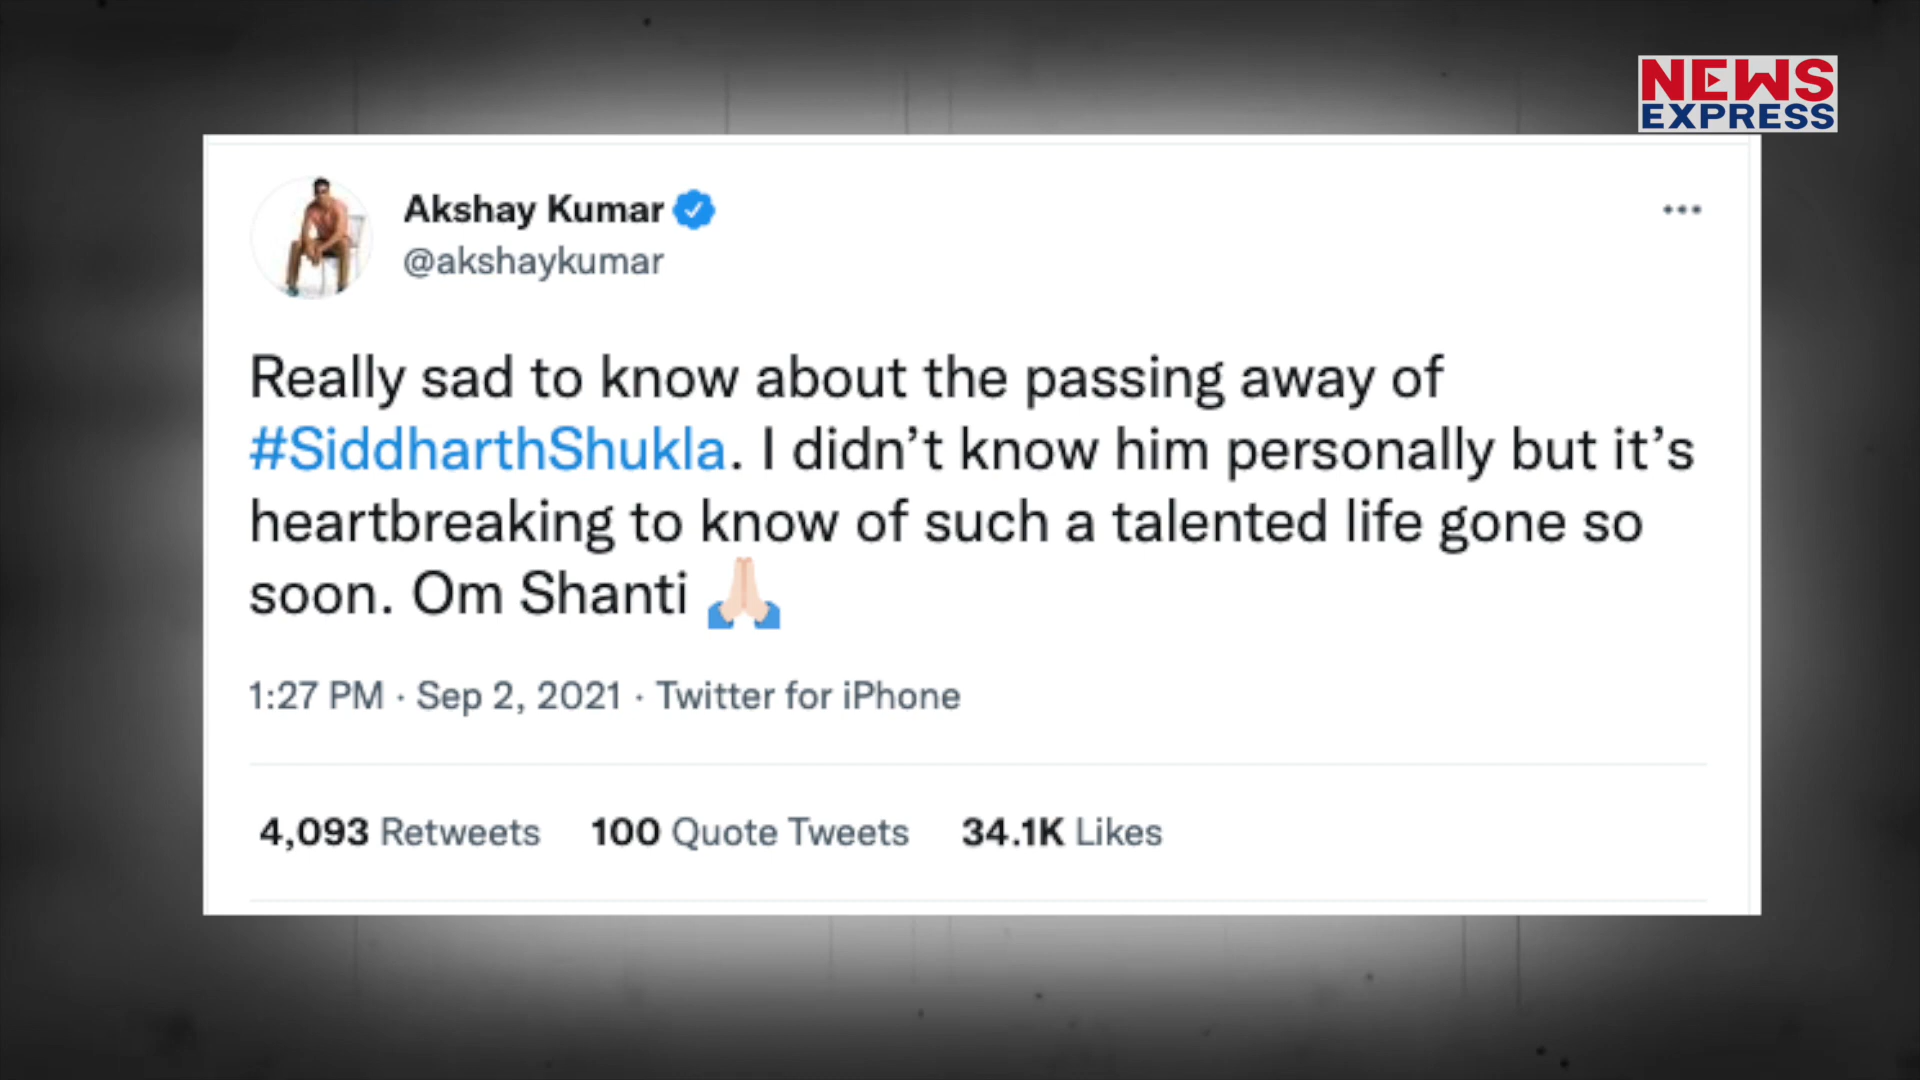 NEWS
EXPRESS
Akshay Kumar
@akshaykumar
Really sad to know about the passing away of
#SiddharthShukla. I didn’t know him personally but it’s
heartbreaking to know of such a talented life gone so
soon. Om Shanti 🙏🏻
1:27 PM · Sep 2, 2021 · Twitter for iPhone
4,093 Retweets 100 Quote Tweets 34.1K Likes